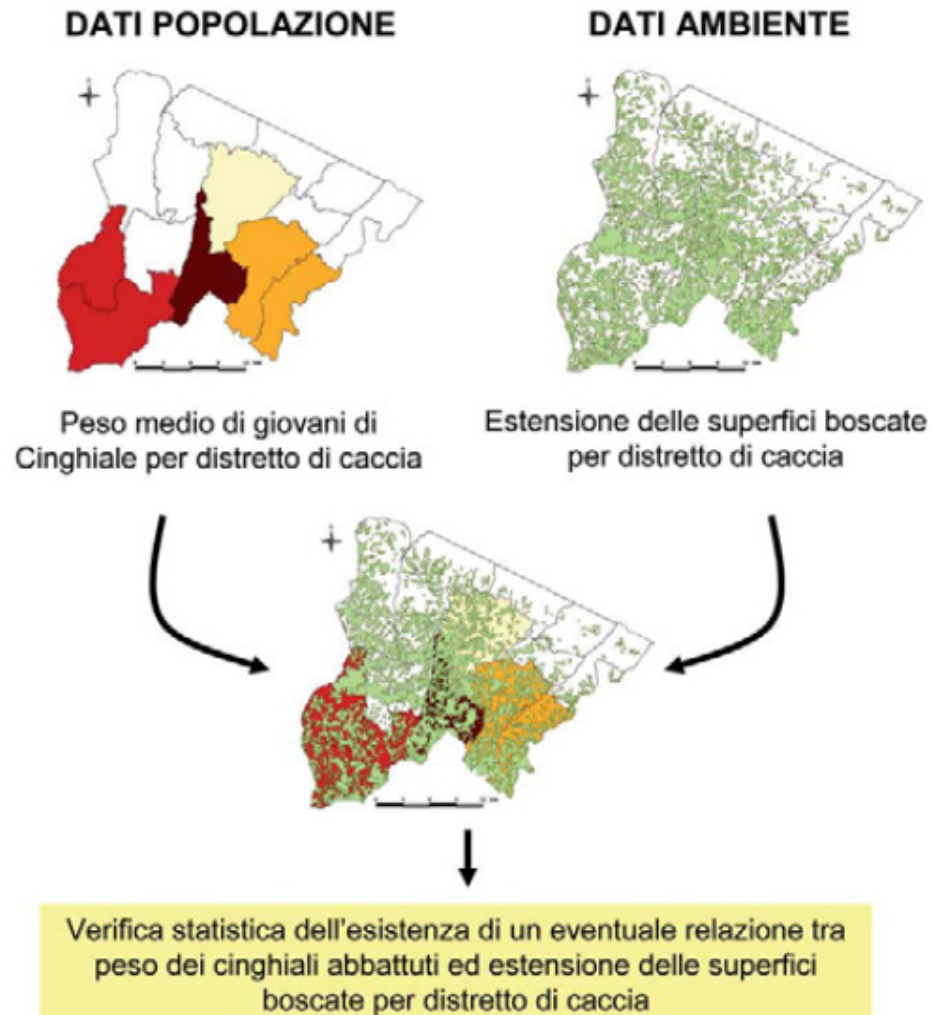 DATI POPOLAZIONE
DATI AMBIENTE
Peso medio di giovani di
Cinghiale per distretto di caccia
Estensione delle superfici boscate
per distretto di caccia
Verifica statistica dell'esistenza di un eventuale relazione tra
peso dei cinghiali abbattuti ed estensione delle superfici
boscate per distretto di caccia